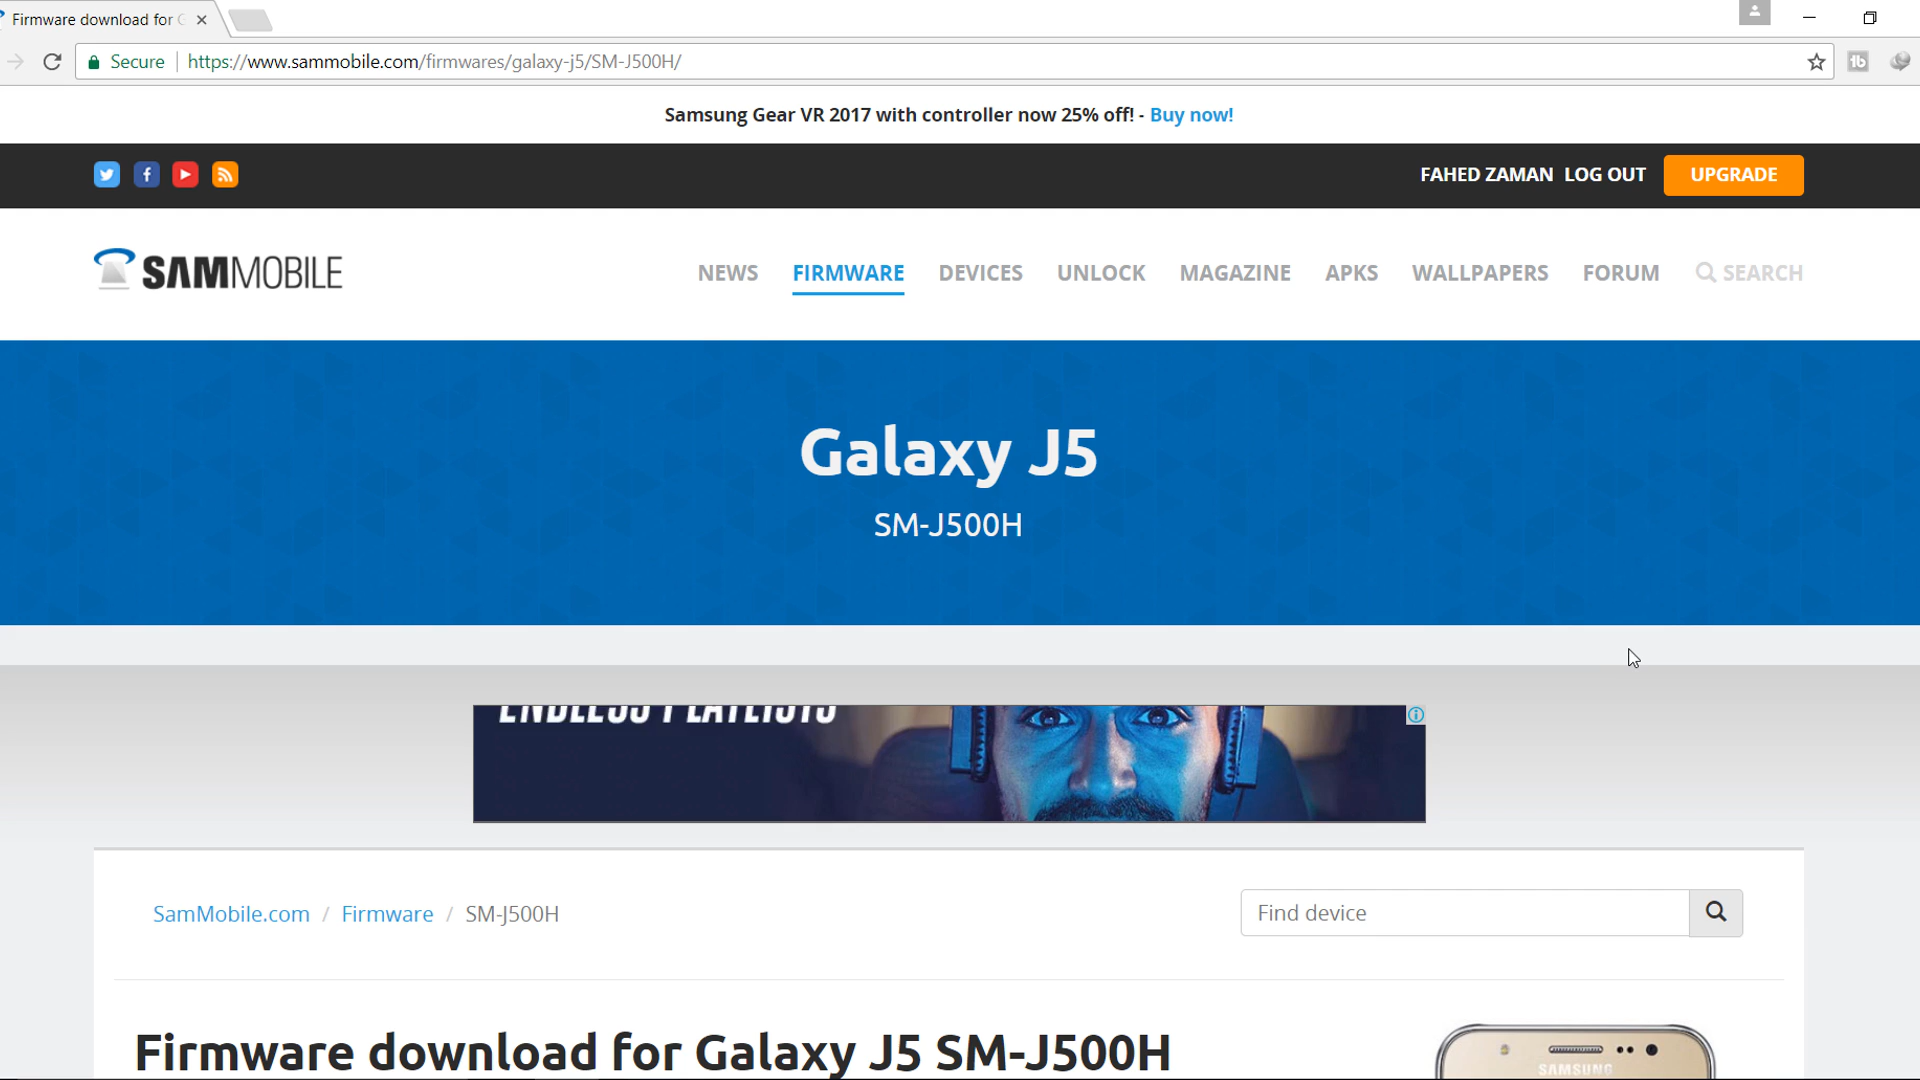 Firmware download for G
Secure https://www.sammobile.com/firmwares/galaxy-j5/SM-J500H/
Samsung Gear VR 2017 with controller now 25% off! - Buy now!
FAHED ZAMAN LOG OUT UPGRADE
SAMMOBILE
NEWS FIRMWARE DEVICES UNLOCK MAGAZINE APKS WALLPAPERS FORUM SEARCH
Galaxy J5
SM-J500H
ENDLESS PLAYLISTS
SamMobile.com / Firmware / SM-J500H
Find device
Firmware download for Galaxy J5 SM-J500H
SAMSUNG